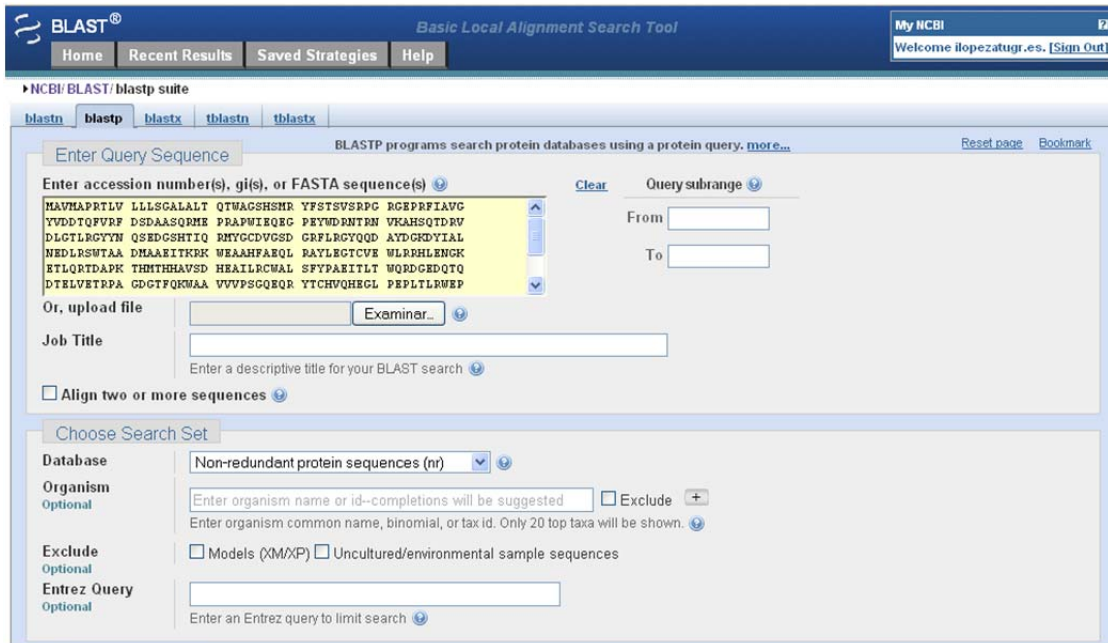 BLAST®
Basic Local Alignment Search Tool
My NCBI
Welcome ilopezatugr.es. [Sign Out]
Home Recent Results Saved Strategies Help
NCBI/ BLAST/ blastp suite
blastn blastp blastx tblastn tblastx
Enter Query Sequence
BLASTP programs search protein databases using a protein query. more...
Reset page Bookmark
Enter accession number(s), gi(s), or FASTA sequence(s)
Clear
Query subrange
MAVMAPRTLV LLLSGALALT QTWAGSHSMR YFSTSVSRPG RGEPRFIAVG
YVDDTQFVRF DSDAASQRME PRAPWIEQEG PEYWDRNTRN VKAHSQTDRV
DLGTLRGYYN QSEDGSHTIQ RMYGCDVGSD GRFLRGYQQD AYDGKDYIAL
NEDLRSWTAA DMAAEITKRK WEAAHFAEQL RAYLEGTCVE WLRRHLENGK
ETLQRTDAPK THMTHHAVSD HEAILRCWAL SFYPAEITLT WQRDGEDQTQ
DTELVETRPA GDGTFQKWAA VVVPSGQEQR YTCHVQHEGL PEPLTLRWEP
From
To
Or, upload file
Examinar...
Job Title
Enter a descriptive title for your BLAST search
Align two or more sequences
Choose Search Set
Database
Non-redundant protein sequences (nr)
Organism
Optional
Enter organism name or id--completions will be suggested
Exclude +
Enter organism common name, binomial, or tax id. Only 20 top taxa will be shown.
Exclude
Optional
Models (XM/XP) Uncultured/environmental sample sequences
Entrez Query
Optional
Enter an Entrez query to limit search